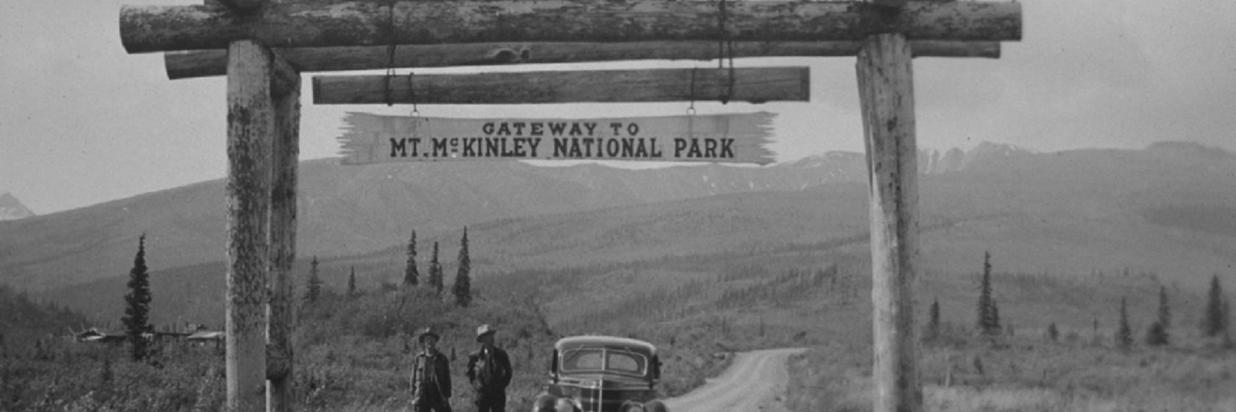 GATEWAY TO
MT. McKINLEY NATIONAL PARK